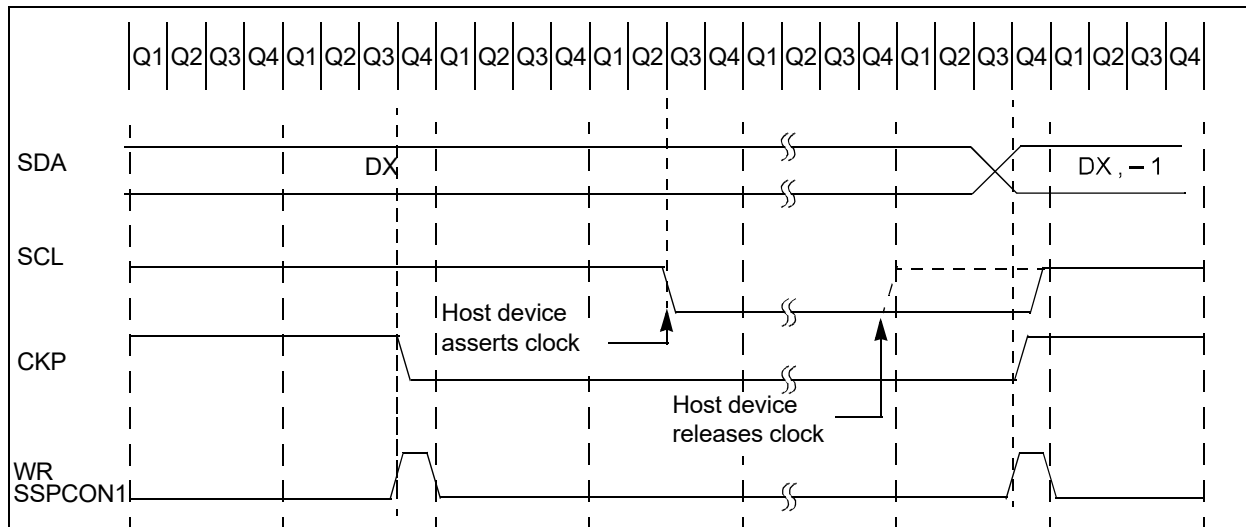 Q1 Q2 Q3 Q4 Q1 Q2 Q3 Q4 Q1 Q2 Q3 Q4 Q1 Q2 Q3 Q4 Q1 Q2 Q3 Q4 Q1 Q2 Q3 Q4 Q1 Q2 Q3 Q4
SDA
DX
DX , – 1
SCL
Host device
asserts clock
CKP
Host device
releases clock
WR
SSPCON1